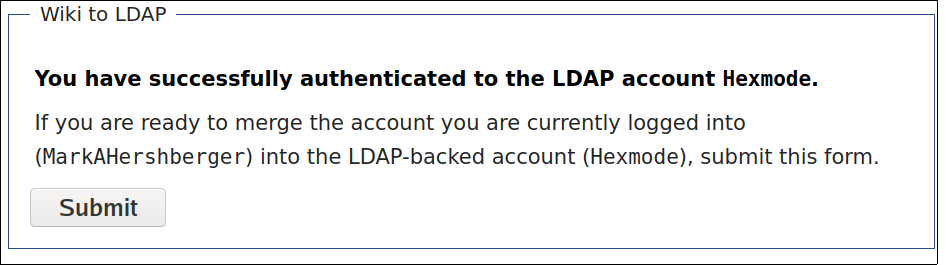 Wiki to LDAP
You have successfully authenticated to the LDAP account Hexmode.
If you are ready to merge the account you are currently logged into
(MarkAHershberger) into the LDAP-backed account (Hexmode), submit this form.
Submit